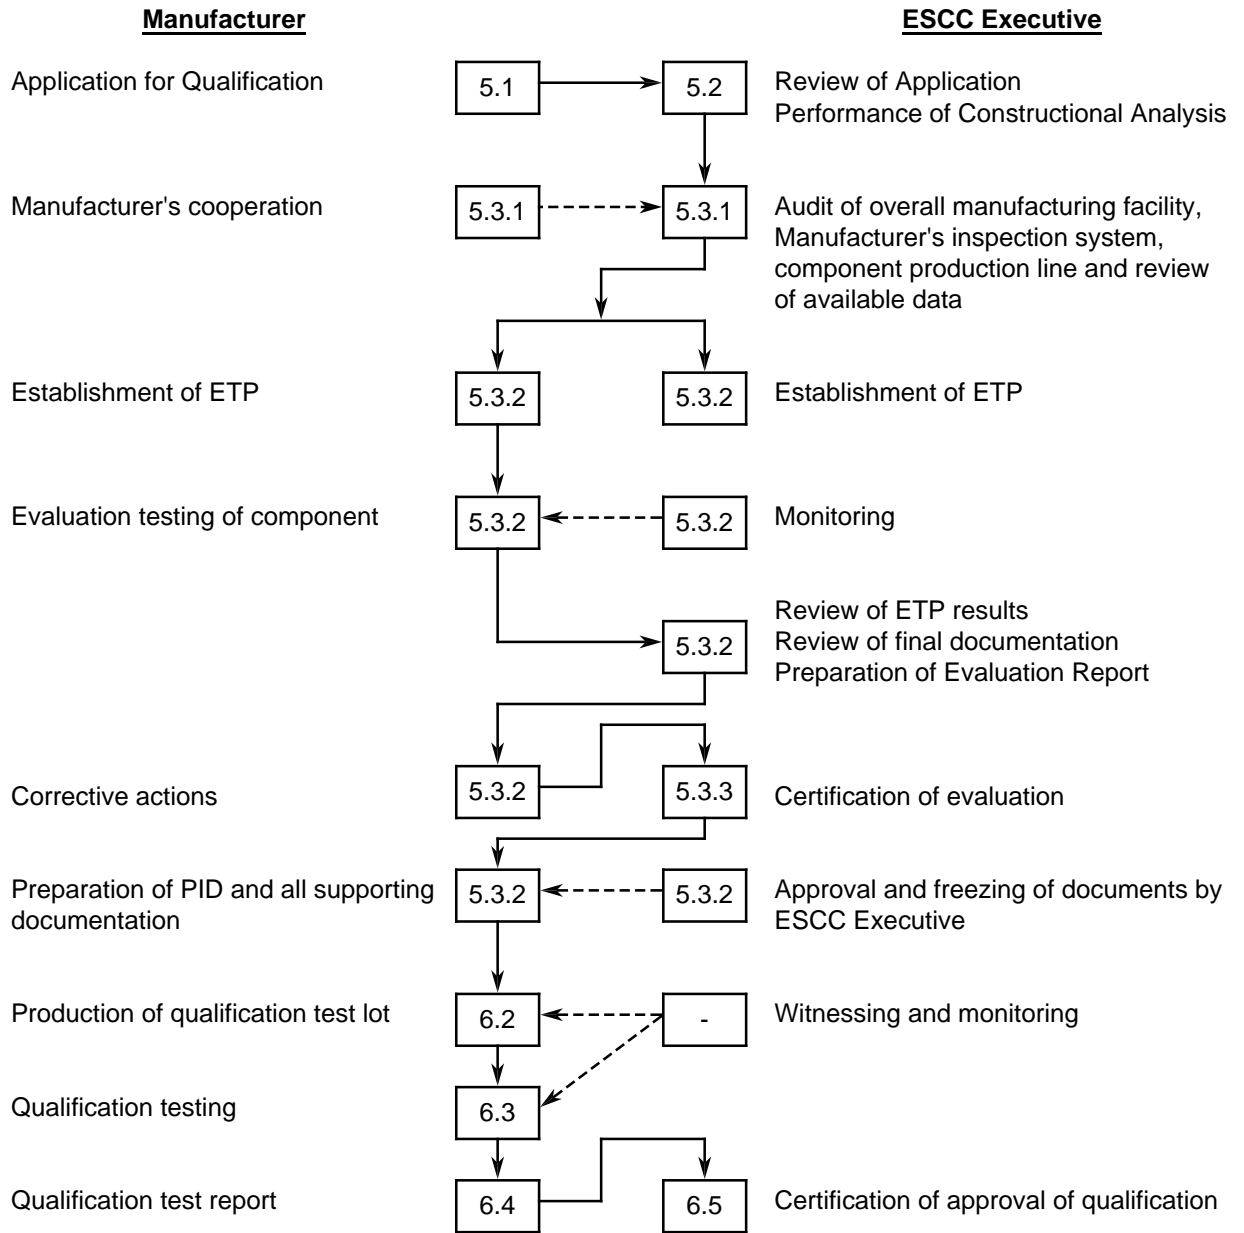 Manufacturer
ESCC Executive
Application for Qualification
5.1
5.2
Review of Application
Performance of Constructional Analysis
Manufacturer's cooperation
5.3.1
5.3.1
Audit of overall manufacturing facility,
Manufacturer's inspection system,
component production line and review
of available data
Establishment of ETP
5.3.2
5.3.2
Establishment of ETP
Evaluation testing of component
5.3.2
5.3.2
Monitoring
5.3.2
Review of ETP results
Review of final documentation
Preparation of Evaluation Report
Corrective actions
5.3.2
5.3.3
Certification of evaluation
Preparation of PID and all supporting
documentation
5.3.2
5.3.2
Approval and freezing of documents by
ESCC Executive
Production of qualification test lot
6.2
-
Witnessing and monitoring
Qualification testing
6.3
Qualification test report
6.4
6.5
Certification of approval of qualification